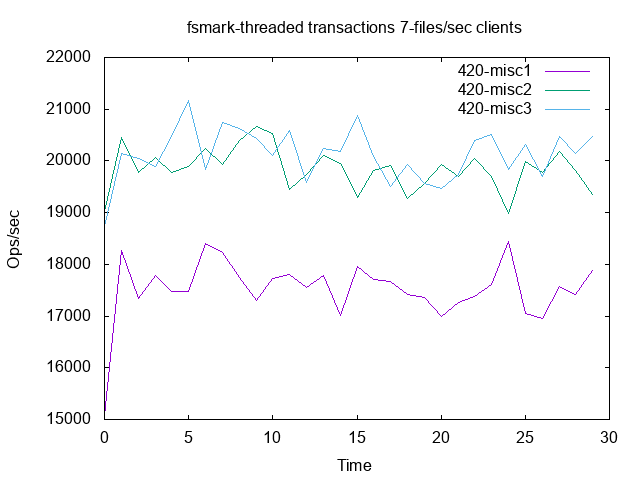 fsmark-threaded transactions 7-files/sec clients
22000
21000
20000
19000
18000
17000
16000
15000
420-misc1
420-misc2
420-misc3
Ops/sec
0 5 10 15 20 25 30
Time